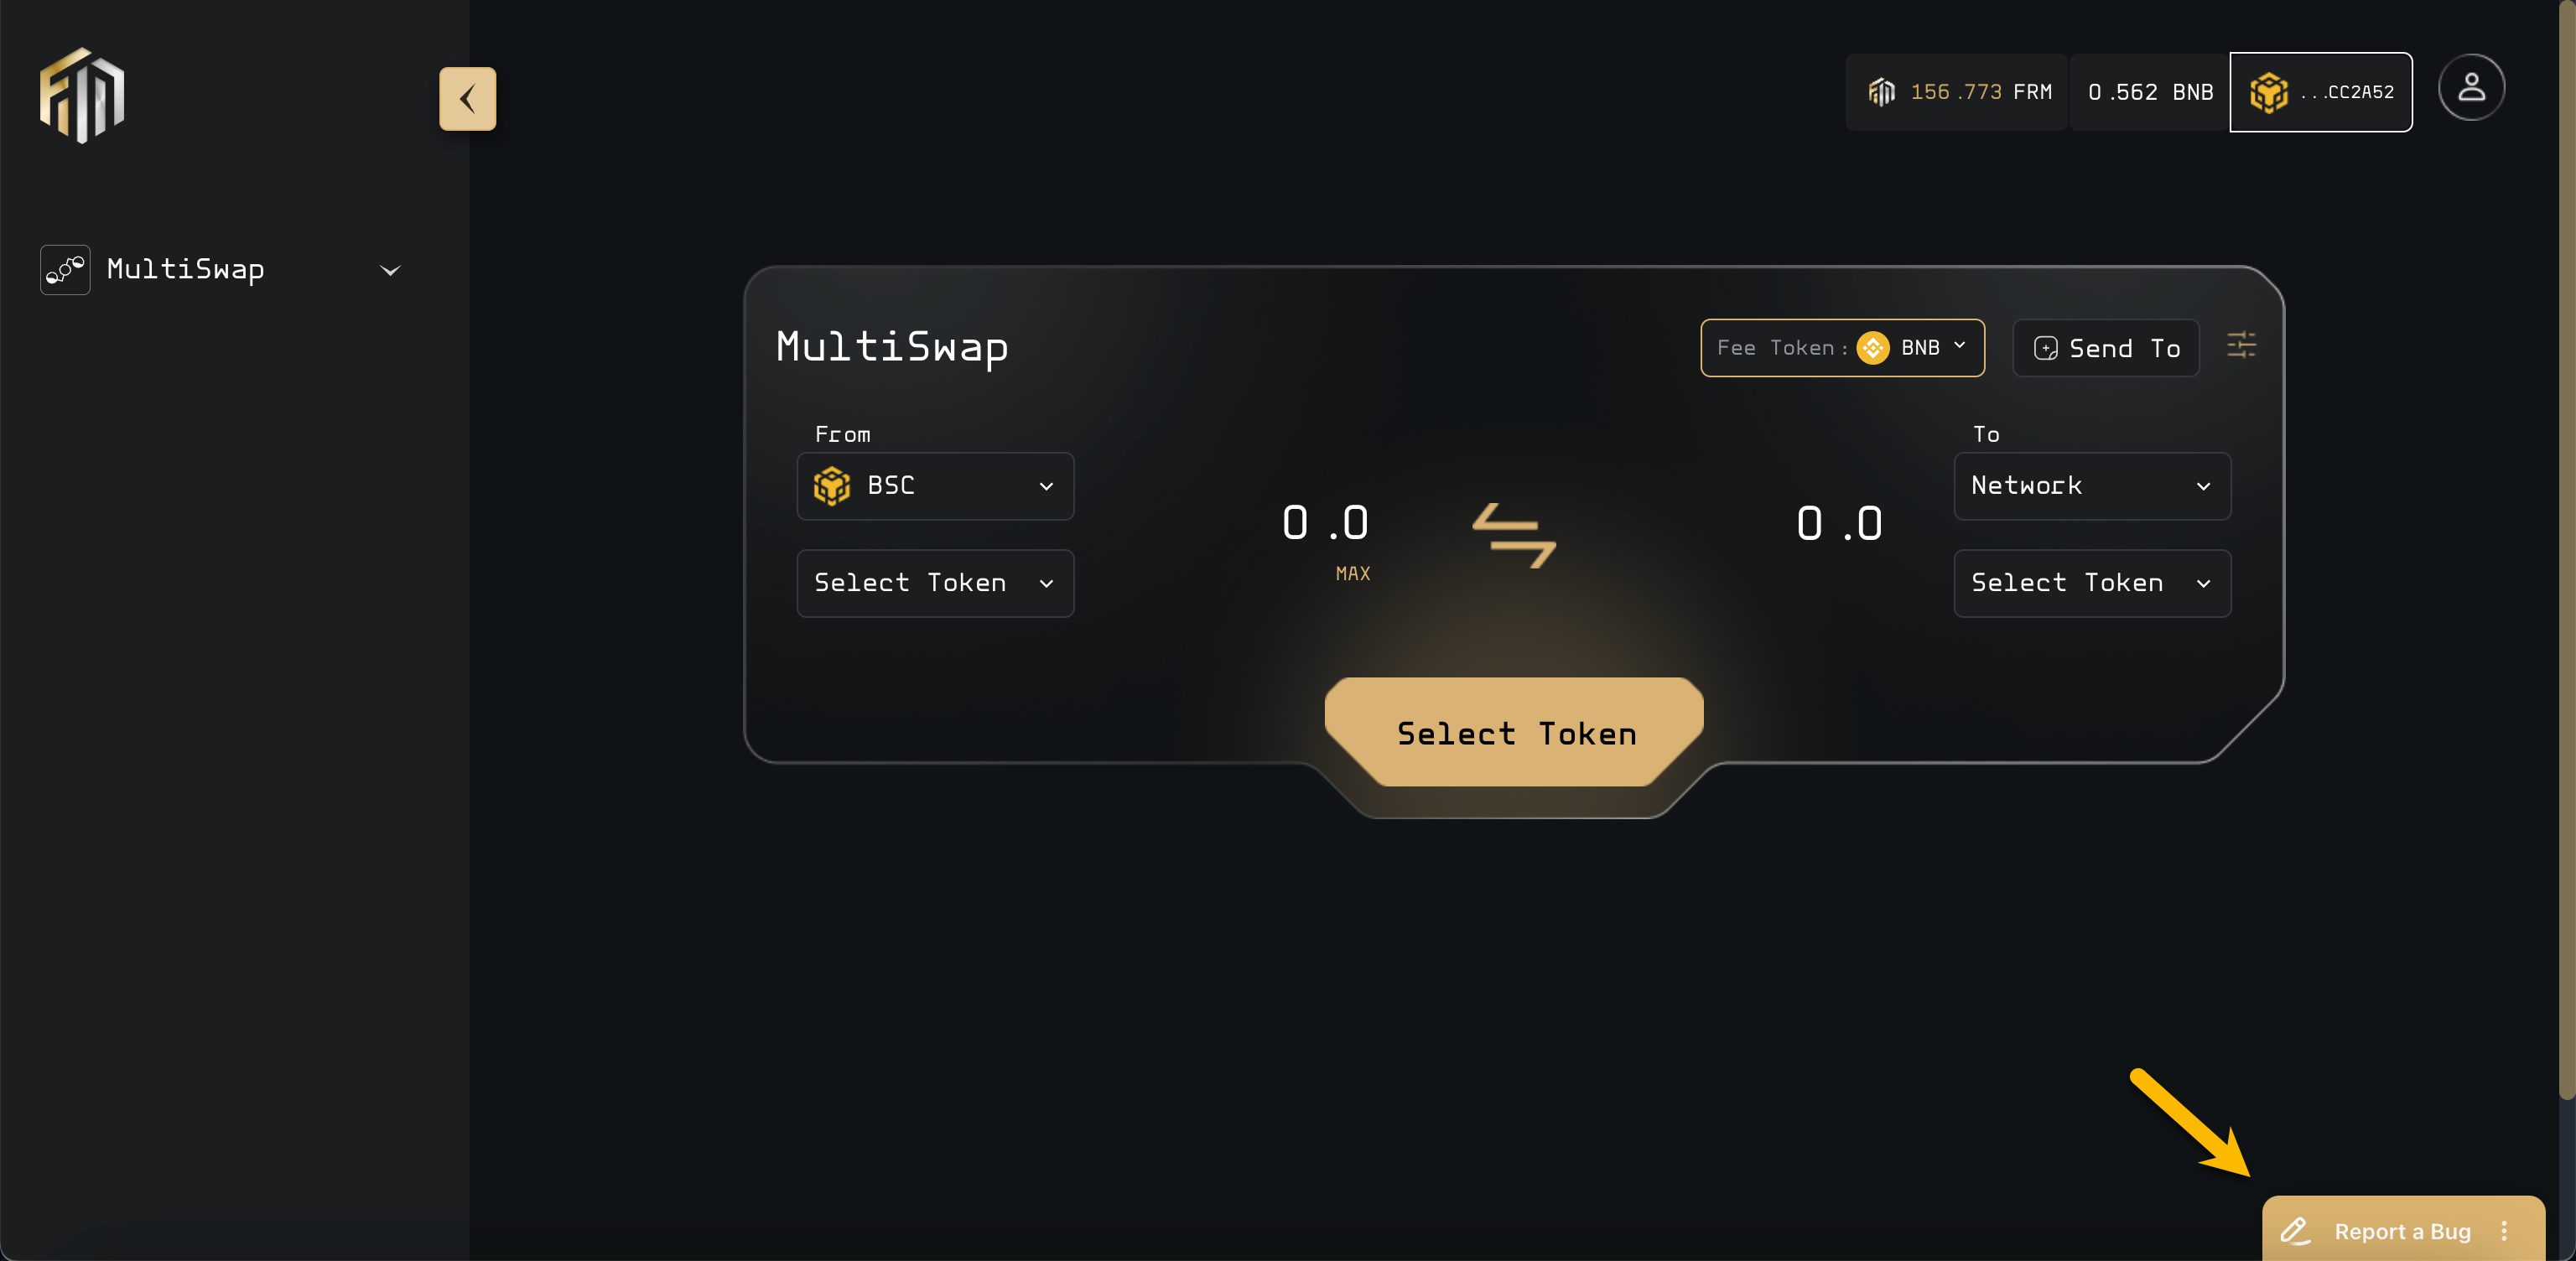 156.773 FRM
0.562 BNB
...CC2A52
MultiSwap
MultiSwap
Fee Token: BNB
Send To
From
To
BSC
Network
0.0
0.0
MAX
Select Token
Select Token
Select Token
Report a Bug